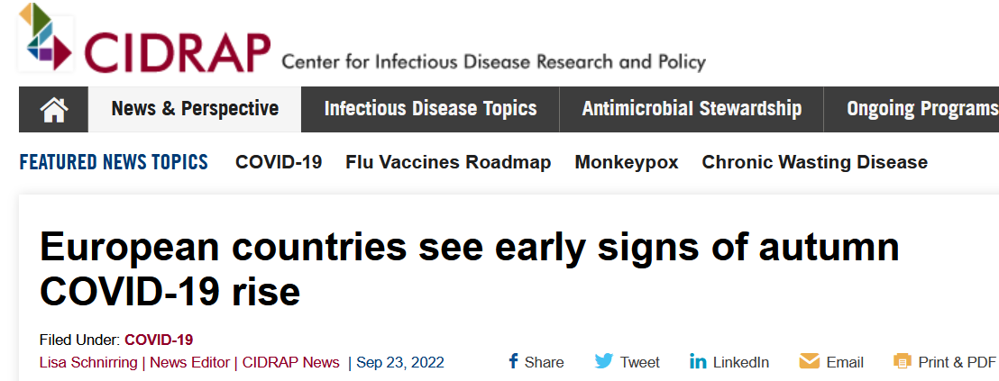 CIDRAP Center for Infectious Disease Research and Policy
News & Perspective Infectious Disease Topics Antimicrobial Stewardship Ongoing Programs
FEATURED NEWS TOPICS COVID-19 Flu Vaccines Roadmap Monkeypox Chronic Wasting Disease
European countries see early signs of autumn
COVID-19 rise
Filed Under: COVID-19
Lisa Schnirring | News Editor | CIDRAP News | Sep 23, 2022 Share Tweet LinkedIn Email Print & PDF